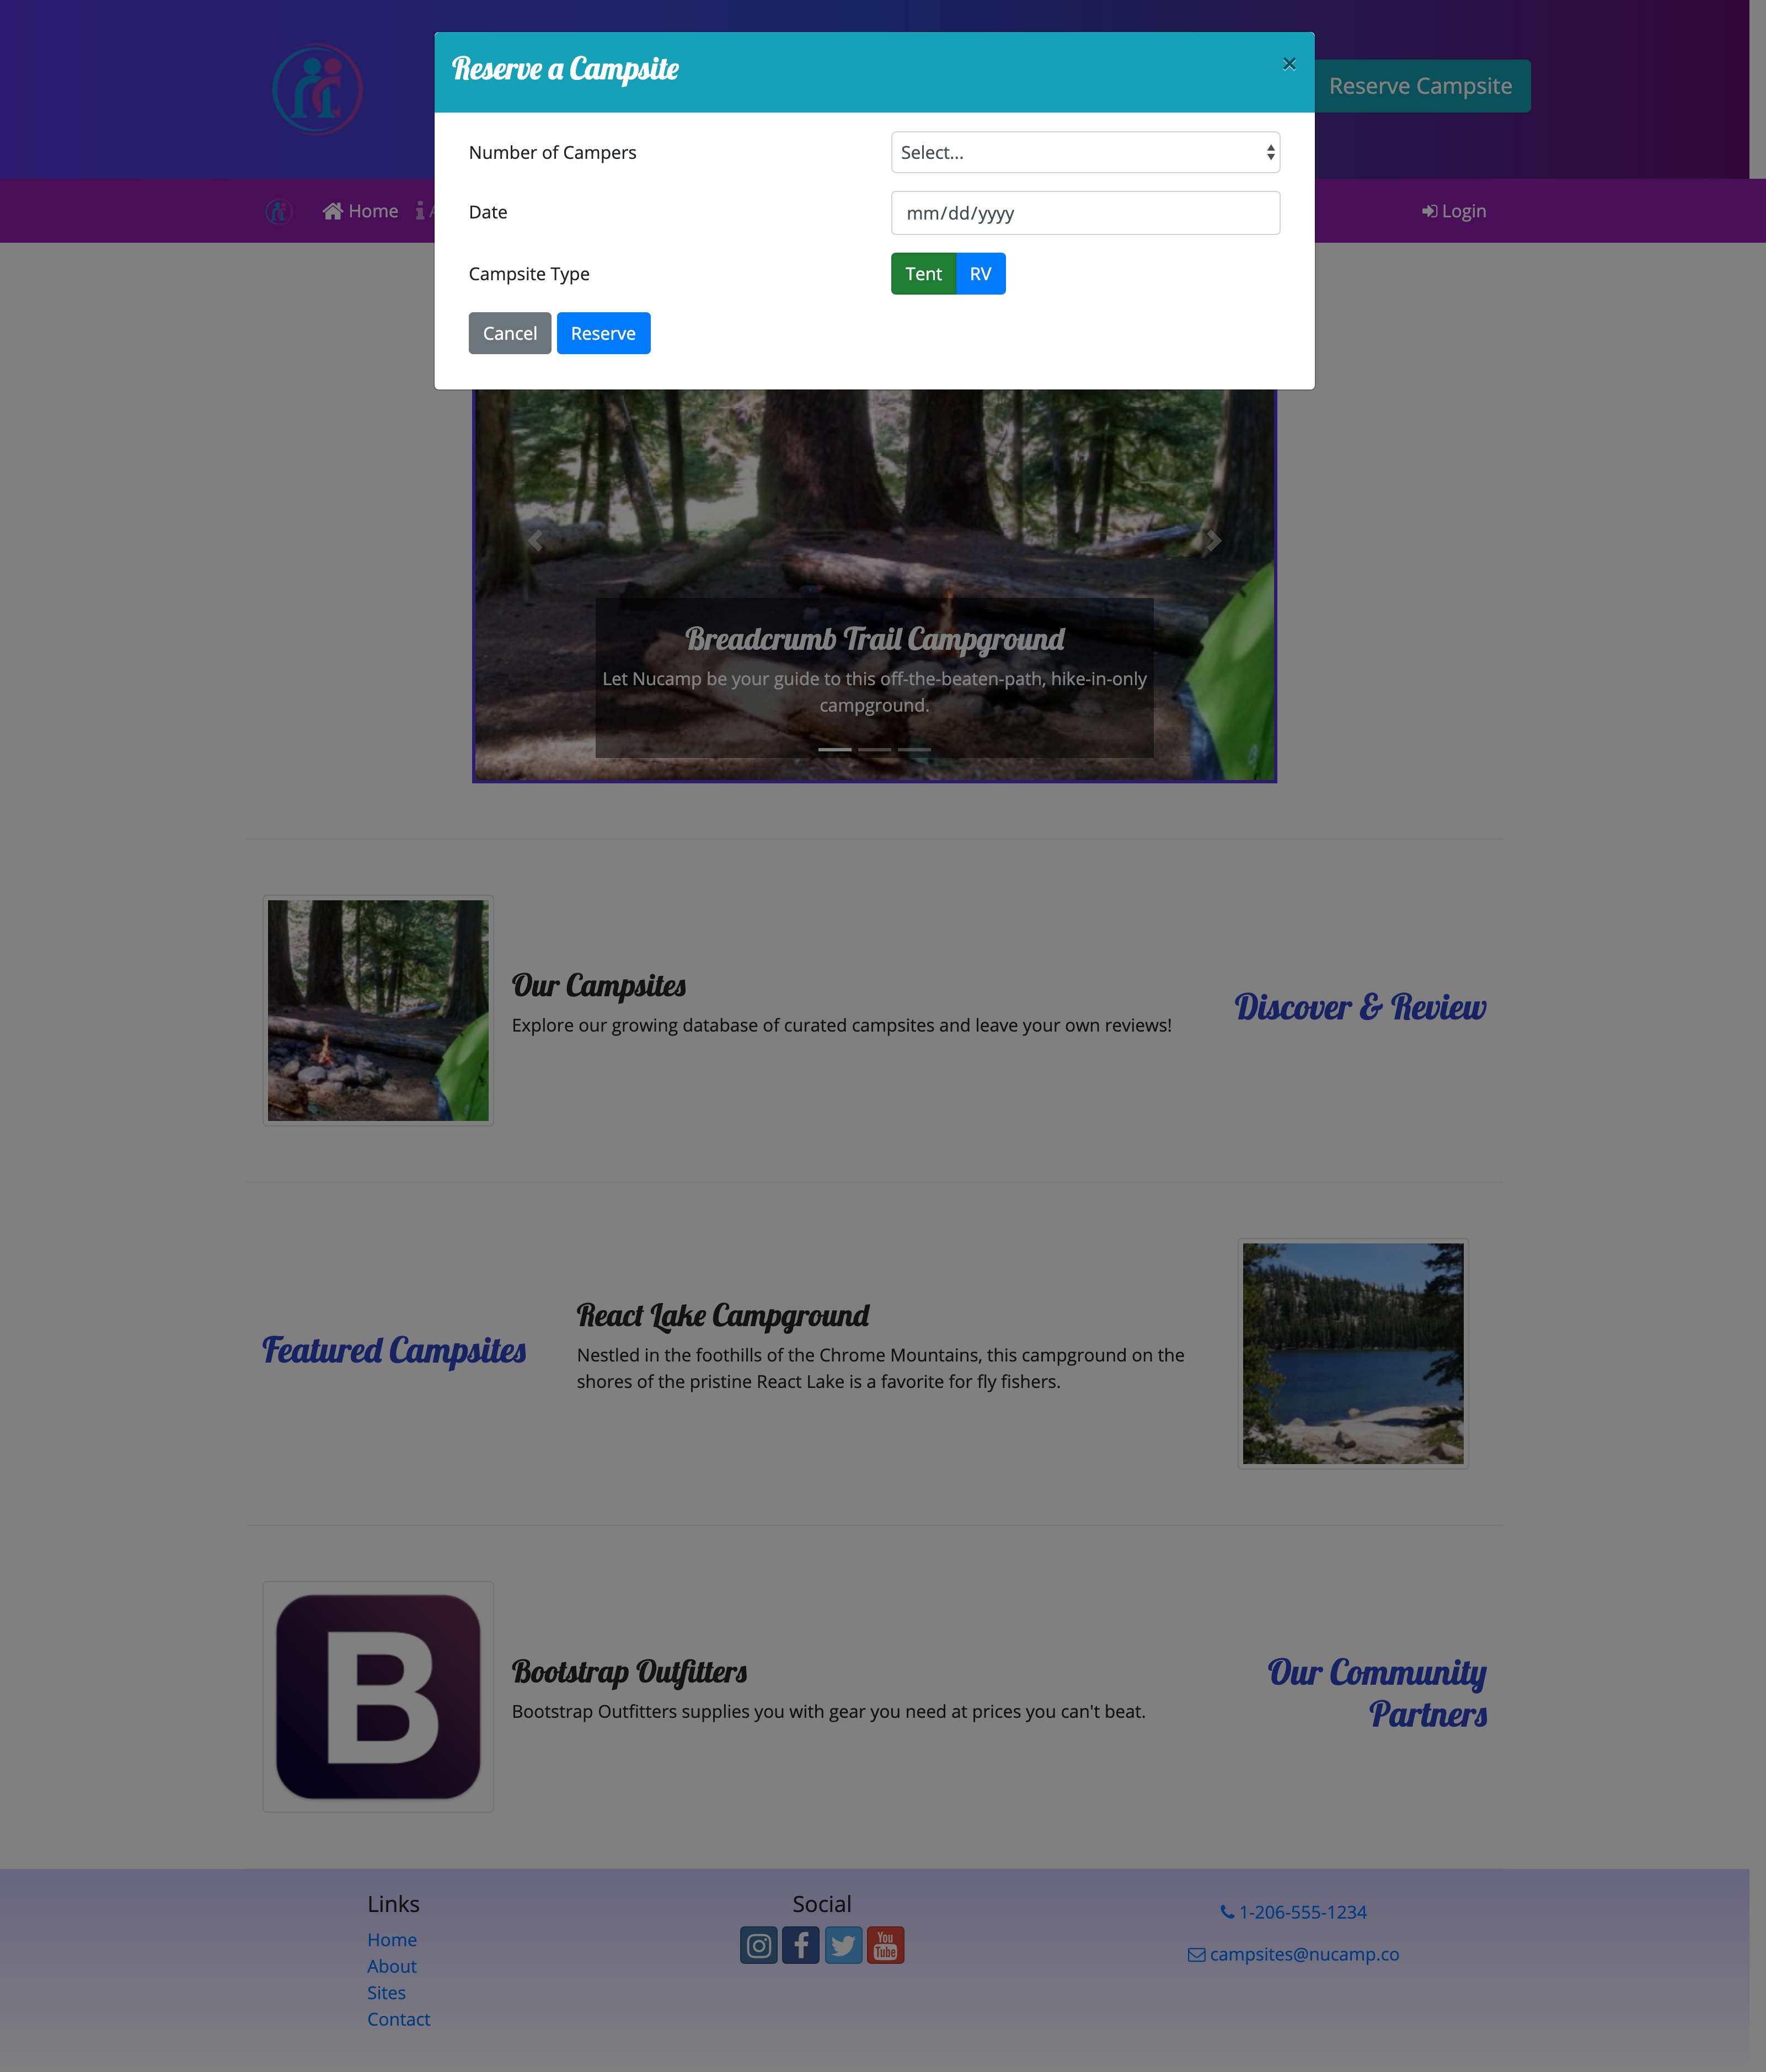 Reserve a Campsite
×
Reserve Campsite
Number of Campers
Select...
Home
Date
mm/dd/yyyy
Login
Campsite Type
Tent
RV
Cancel
Reserve
Breadcrumb Trail Campground
Let Nucamp be your guide to this off-the-beaten-path, hike-in-only
campground.
Our Campsites
Explore our growing database of curated campsites and leave your own reviews!
Discover & Review
Featured Campsites
React Lake Campground
Nestled in the foothills of the Chrome Mountains, this campground on the
shores of the pristine React Lake is a favorite for fly fishers.
B
Bootstrap Outfitters
Bootstrap Outfitters supplies you with gear you need at prices you can't beat.
Our Community
Partners
Links
Home
About
Sites
Contact
Social
You
Tube
1-206-555-1234
campsites@nucamp.co